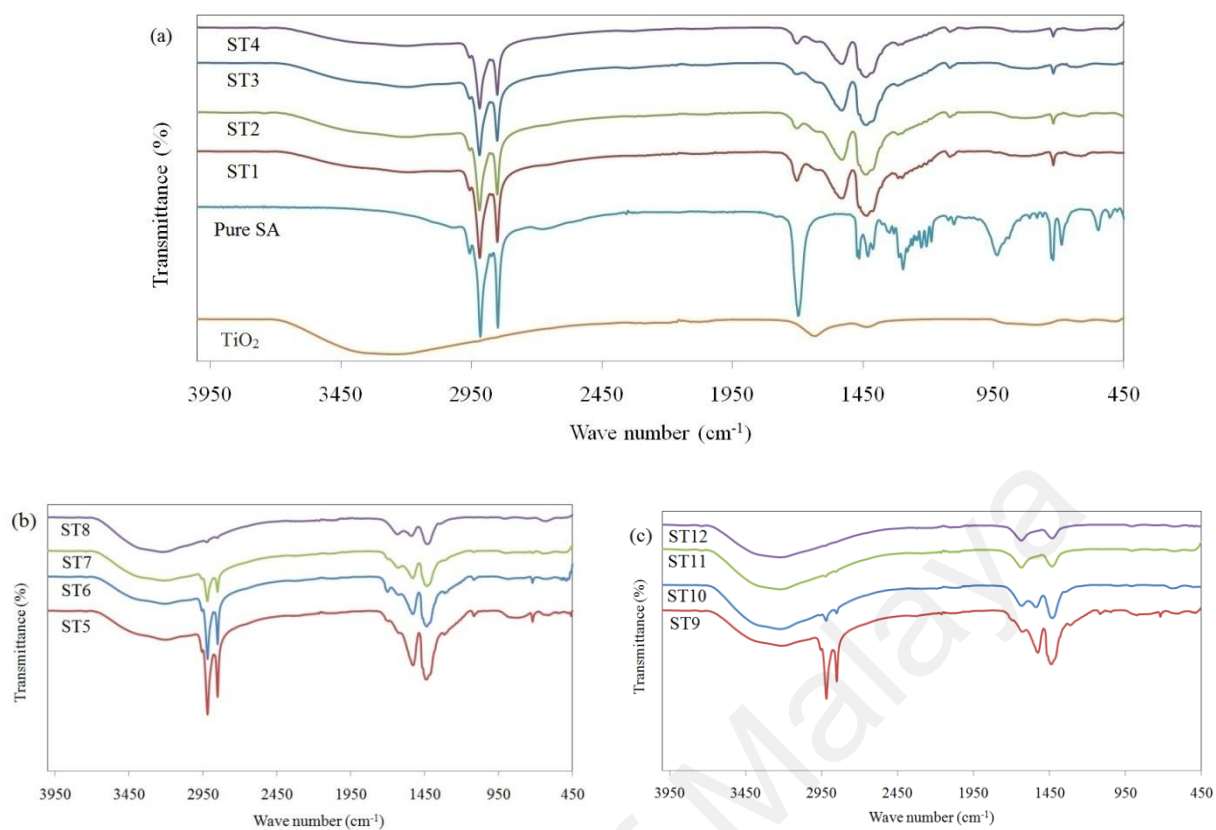 (a)
ST4
ST3
ST2
ST1
Pure SA
TiO₂
Transmittance (%)
3950 3450 2950 2450 1950 1450 950 450
Wave number (cm⁻¹)
(b)
ST8
ST7
ST6
ST5
Transmittance (%)
3950 3450 2950 2450 1950 1450 950 450
Wave number (cm⁻¹)
(c)
ST12
ST11
ST10
ST9
Transmittance (%)
3950 3450 2950 2450 1950 1450 950 450
Wave number (cm⁻¹)
Malaya